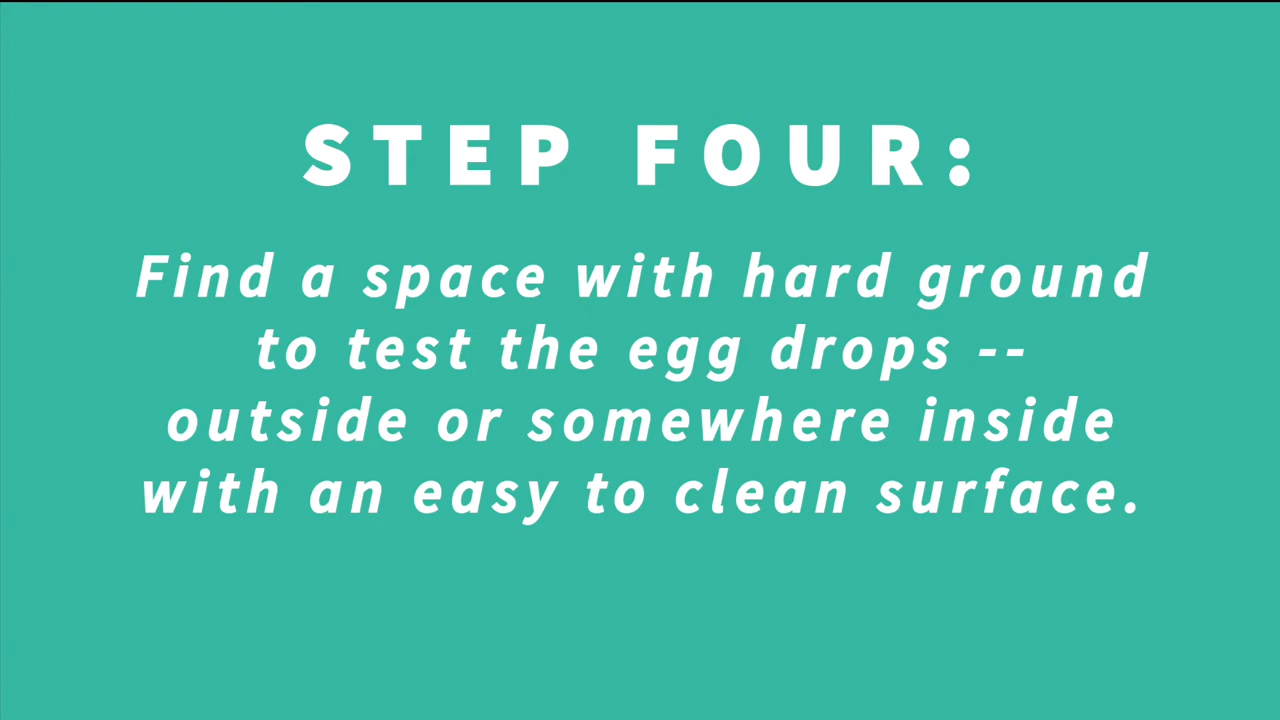 STEP FOUR:
Find a space with hard ground
to test the egg drops --
outside or somewhere inside
with an easy to clean surface.